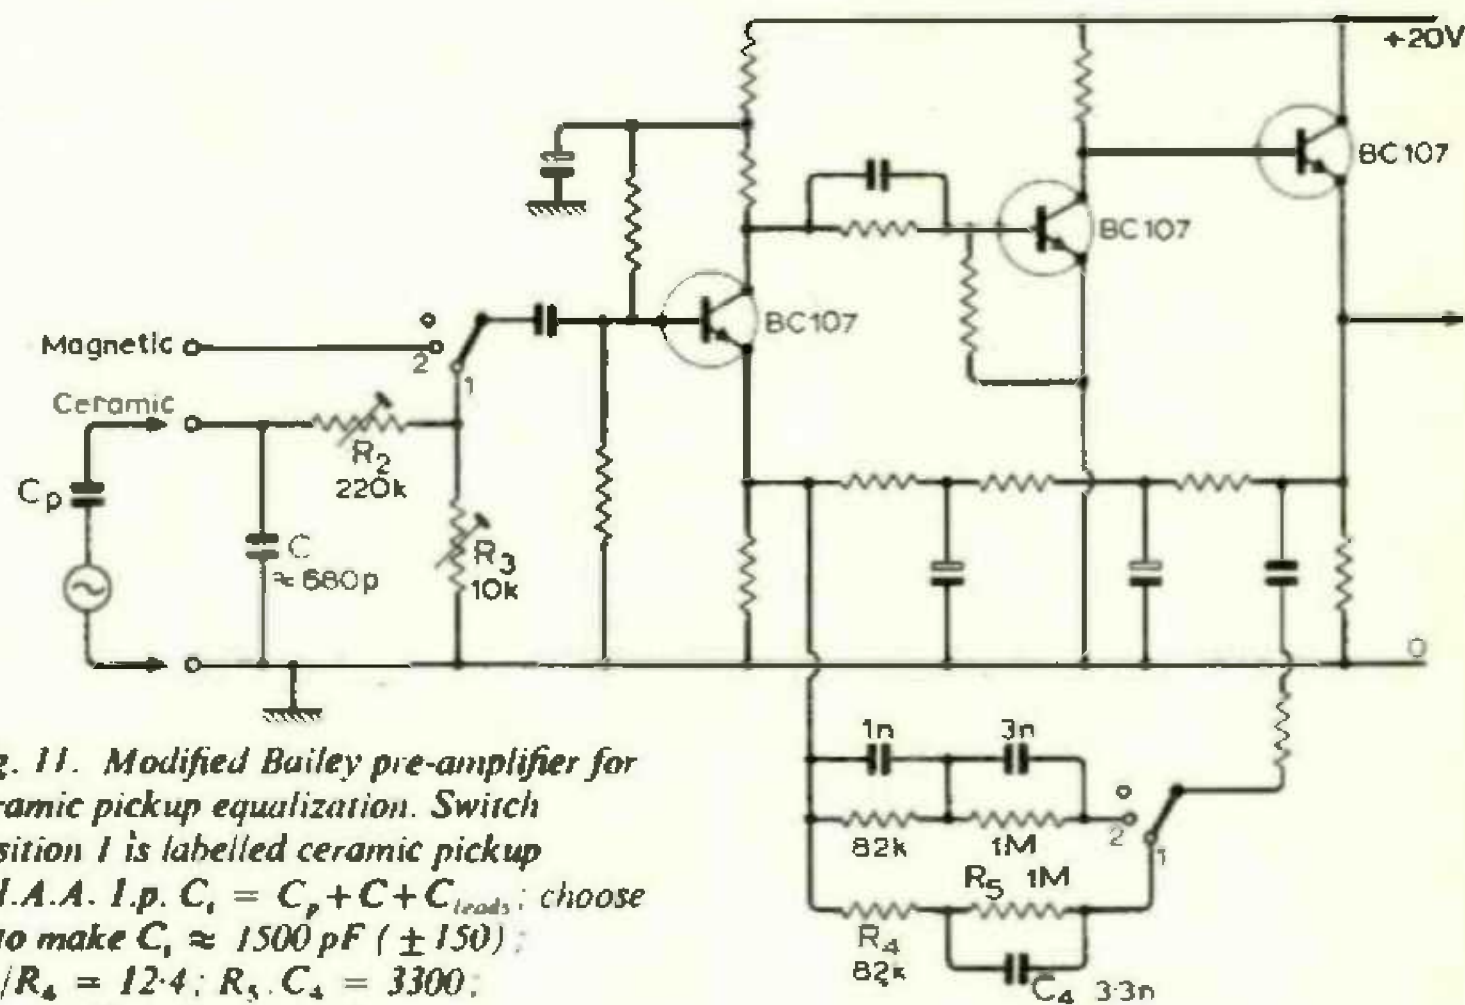 +20V
BC107
BC107
BC107
Magnetic
2
1
Ceramic
R2
220k
Cp
C
≈680p
R3
10k
0
1n
3n
82k
1M
2
1
R5 1M
R4
82k
C4 3·3n
g. 11. Modified Bailey pre-amplifier for
ramic pickup equalization. Switch
sition 1 is labelled ceramic pickup
I.A.A. l.p. Ct = Cp + C + Cleads; choose
to make Ct ≈ 1500 pF (±150);
/R4 = 12·4; R5.C4 = 3300;